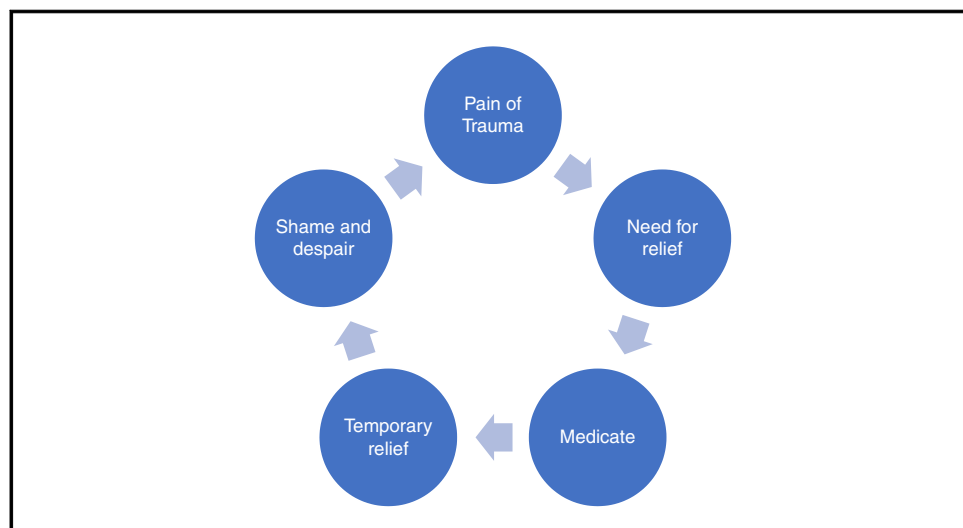 Pain of
Trauma
Need for
relief
Medicate
Temporary
relief
Shame and
despair